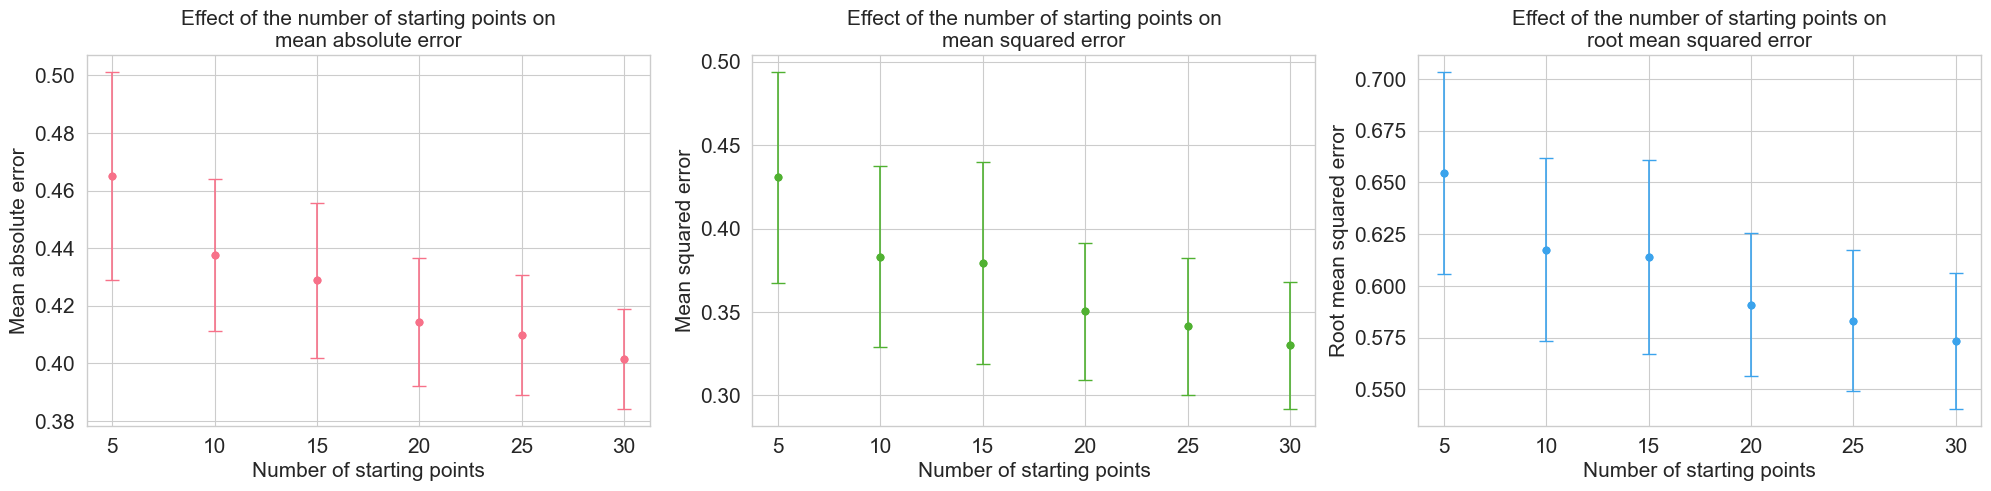 Effect of the number of starting points on
mean absolute error
Mean absolute error
0.50
0.48
0.46
0.44
0.42
0.40
0.38
5 10 15 20 25 30
Number of starting points
Effect of the number of starting points on
mean squared error
Mean squared error
0.50
0.45
0.40
0.35
0.30
5 10 15 20 25 30
Number of starting points
Effect of the number of starting points on
root mean squared error
Root mean squared error
0.700
0.675
0.650
0.625
0.600
0.575
0.550
5 10 15 20 25 30
Number of starting points